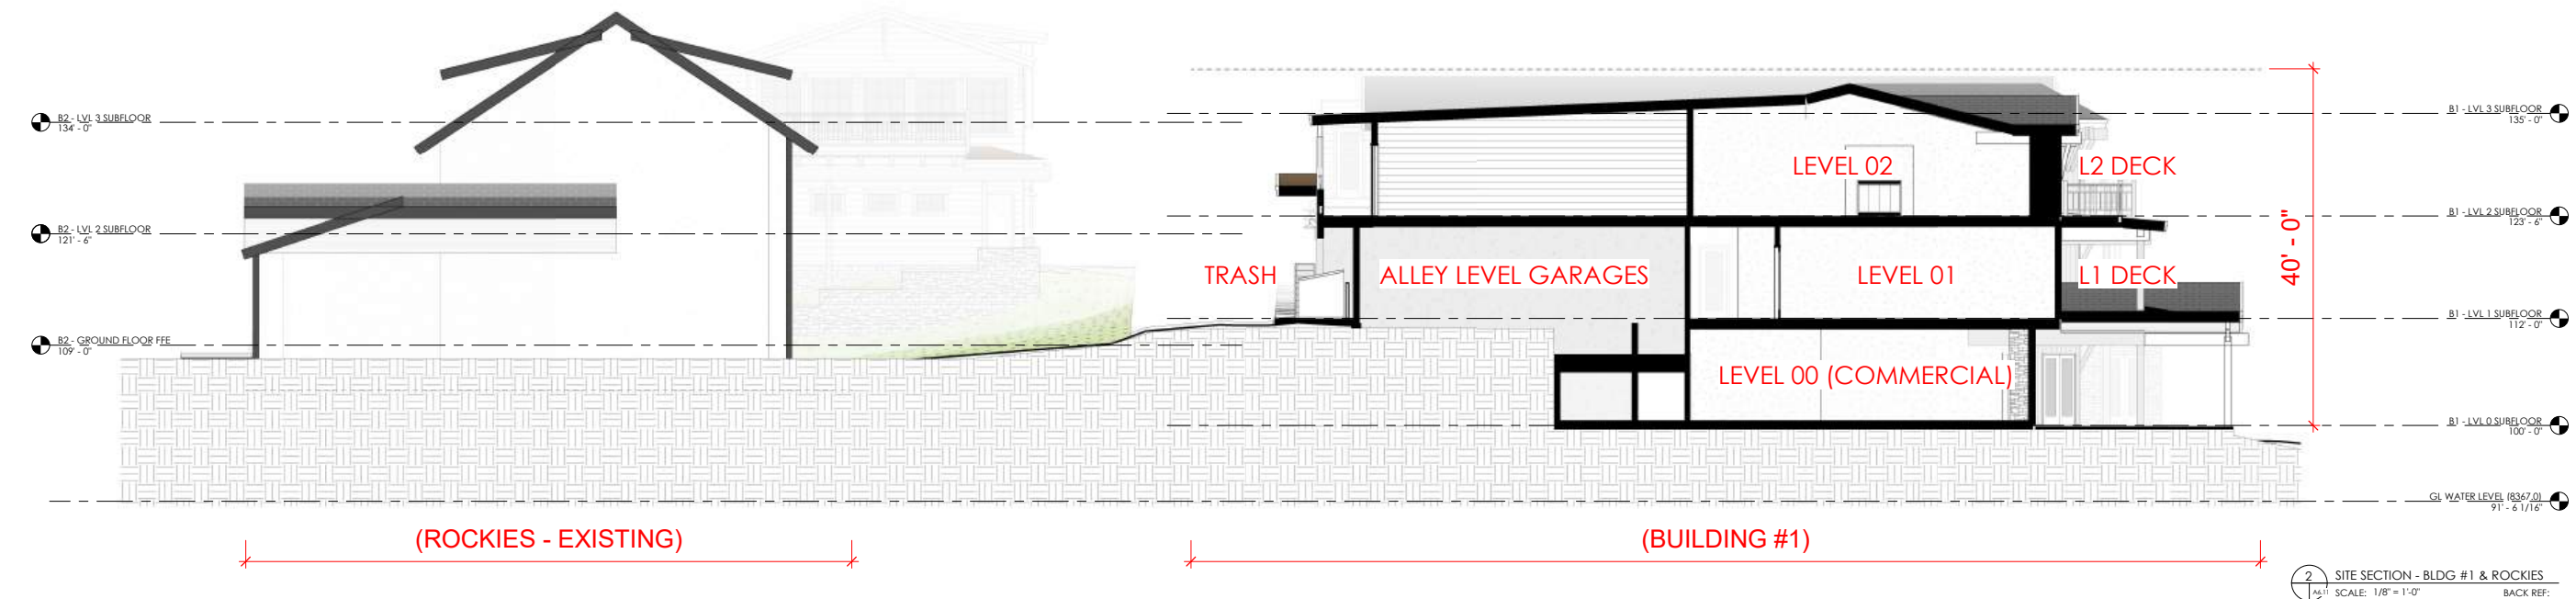 B2 - LVL 3 SUBFLOOR
134' - 0"
B1 - LVL 3 SUBFLOOR
135' - 0"
LEVEL 02
L2 DECK
B2 - LVL 2 SUBFLOOR
121' - 6"
B1 - LVL 2 SUBFLOOR
123' - 6"
40' - 0"
TRASH
ALLEY LEVEL GARAGES
LEVEL 01
L1 DECK
B1 - LVL 1 SUBFLOOR
112' - 0"
B2 - GROUND FLOOR FFE
109' - 0"
LEVEL 00 (COMMERCIAL)
B1 - LVL 0 SUBFLOOR
100' - 0"
GL WATER LEVEL (8367.0)
91' - 6 1/16"
(ROCKIES - EXISTING)
(BUILDING #1)
2
A6.11
SITE SECTION - BLDG #1 & ROCKIES
SCALE: 1/8" = 1'-0"
BACK REF: